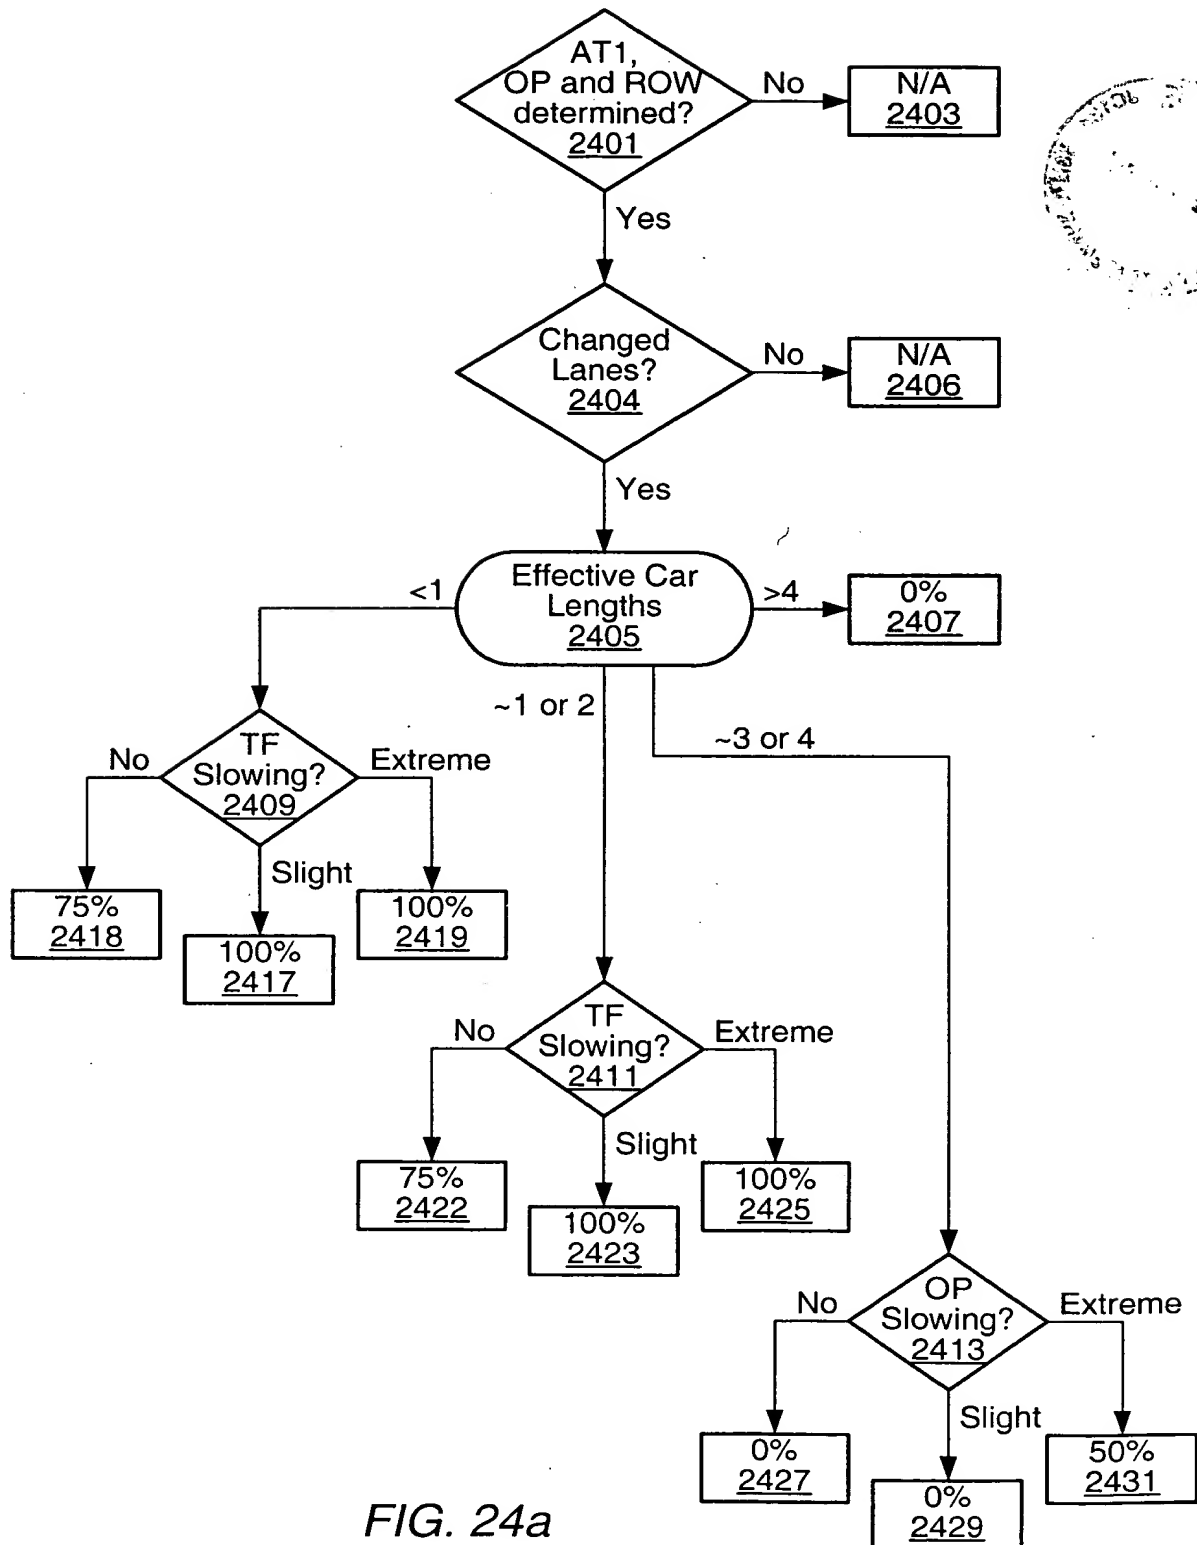 AT1,
OP and ROW
determined?
2401
No
N/A
2403
Yes
Changed
Lanes?
2404
No
N/A
2406
Yes
Effective Car
Lengths
2405
<1
>4
0%
2407
~1 or 2
~3 or 4
TF
Slowing?
2409
No
Extreme
Slight
75%
2418
100%
2417
100%
2419
TF
Slowing?
2411
No
Extreme
Slight
75%
2422
100%
2423
100%
2425
OP
Slowing?
2413
No
Extreme
Slight
0%
2427
0%
2429
50%
2431
FIG. 24a